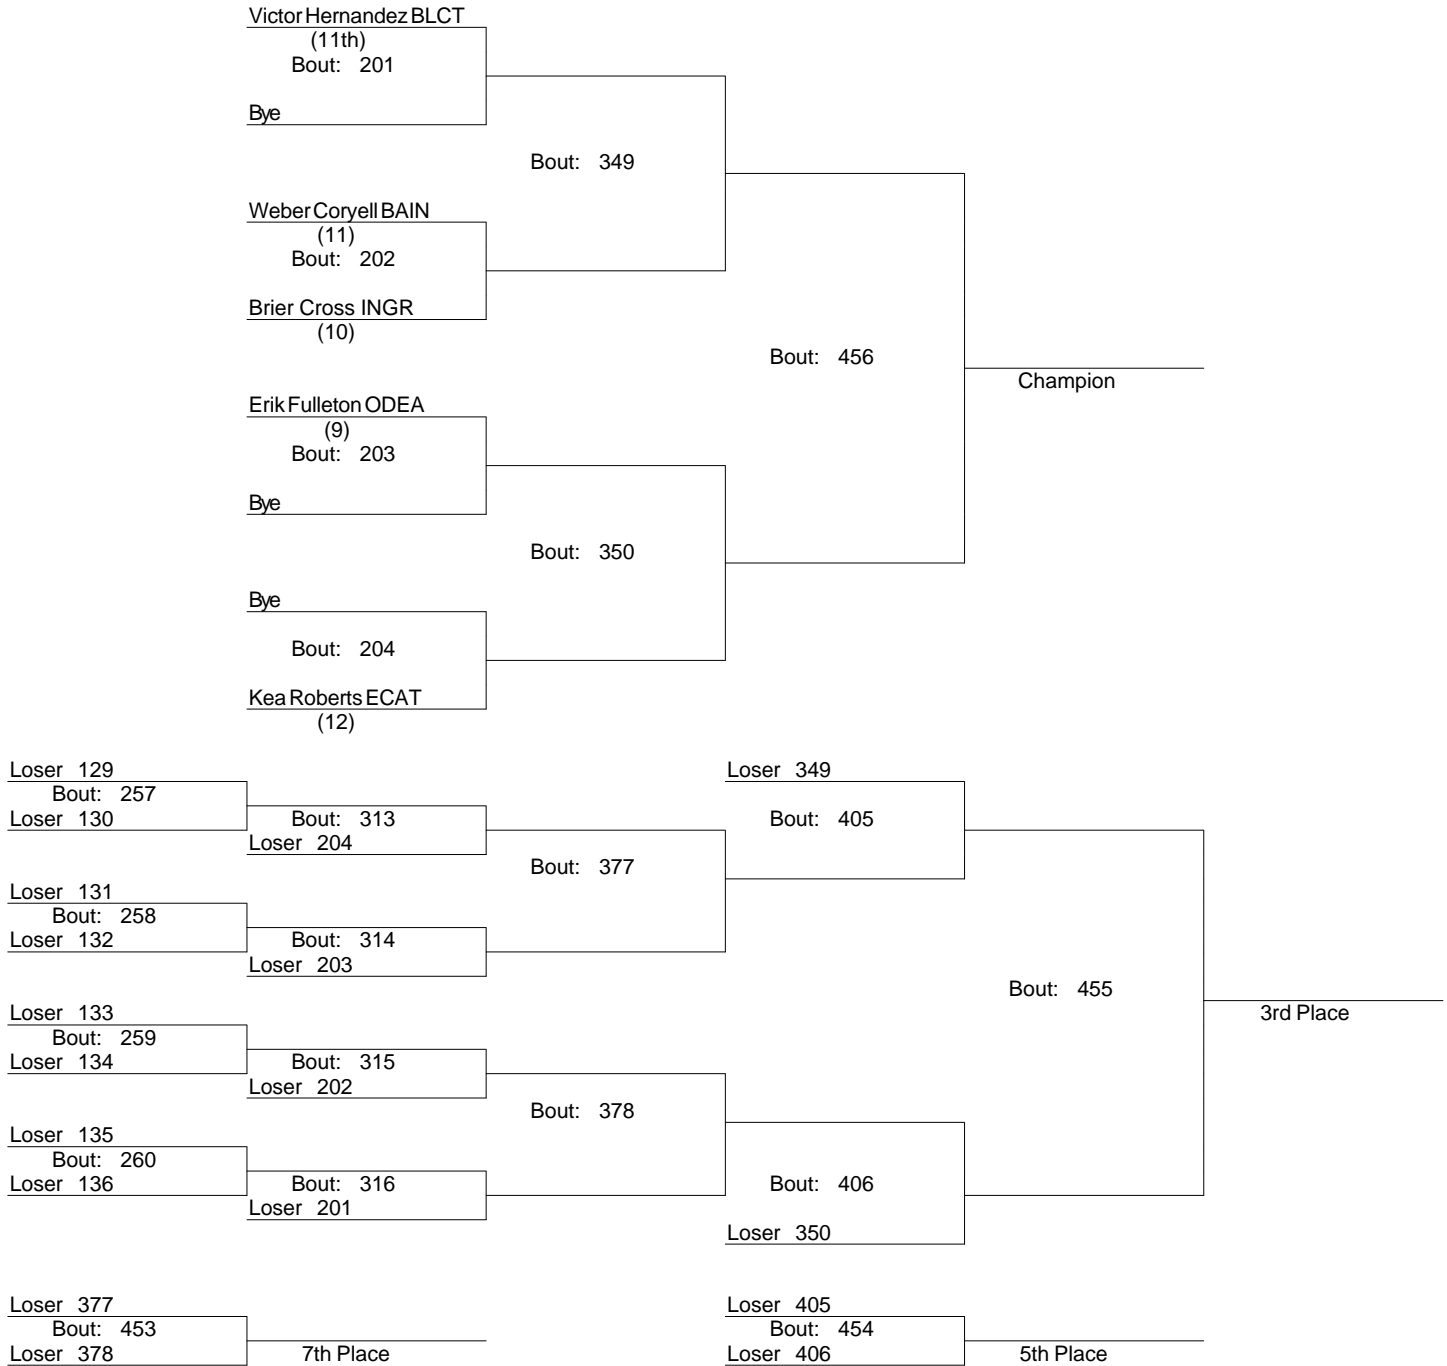 Victor Hernandez BLCT
(11th)
Bout: 201
Bye
Bout: 349
Weber Coryell BAIN
(11)
Bout: 202
Brier Cross INGR
(10)
Bout: 456
Champion
Erik Fulleton ODEA
(9)
Bout: 203
Bye
Bout: 350
Bye
Bout: 204
Kea Roberts ECAT
(12)
Loser 129
Bout: 257
Loser 130
Bout: 313
Loser 204
Loser 349
Bout: 405
Bout: 377
Loser 131
Bout: 258
Loser 132
Bout: 314
Loser 203
Bout: 455
3rd Place
Loser 133
Bout: 259
Loser 134
Bout: 315
Loser 202
Bout: 378
Loser 135
Bout: 260
Loser 136
Bout: 316
Loser 201
Bout: 406
Loser 350
Loser 377
Bout: 453
Loser 378
7th Place
Loser 405
Bout: 454
Loser 406
5th Place